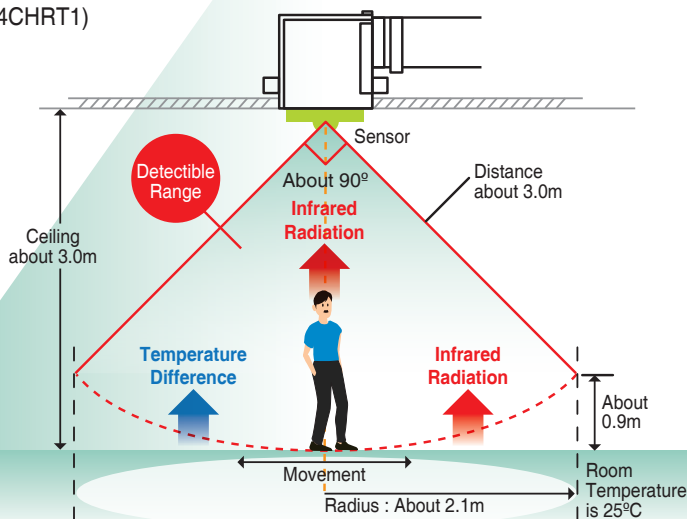 4CHRT1)
Sensor
Detectible
Range
About 90º
Distance
about 3.0m
Infrared
Radiation
Ceiling
about 3.0m
Temperature
Difference
Infrared
Radiation
About
0.9m
Movement
Radius : About 2.1m
Room
Temperature
is 25ºC